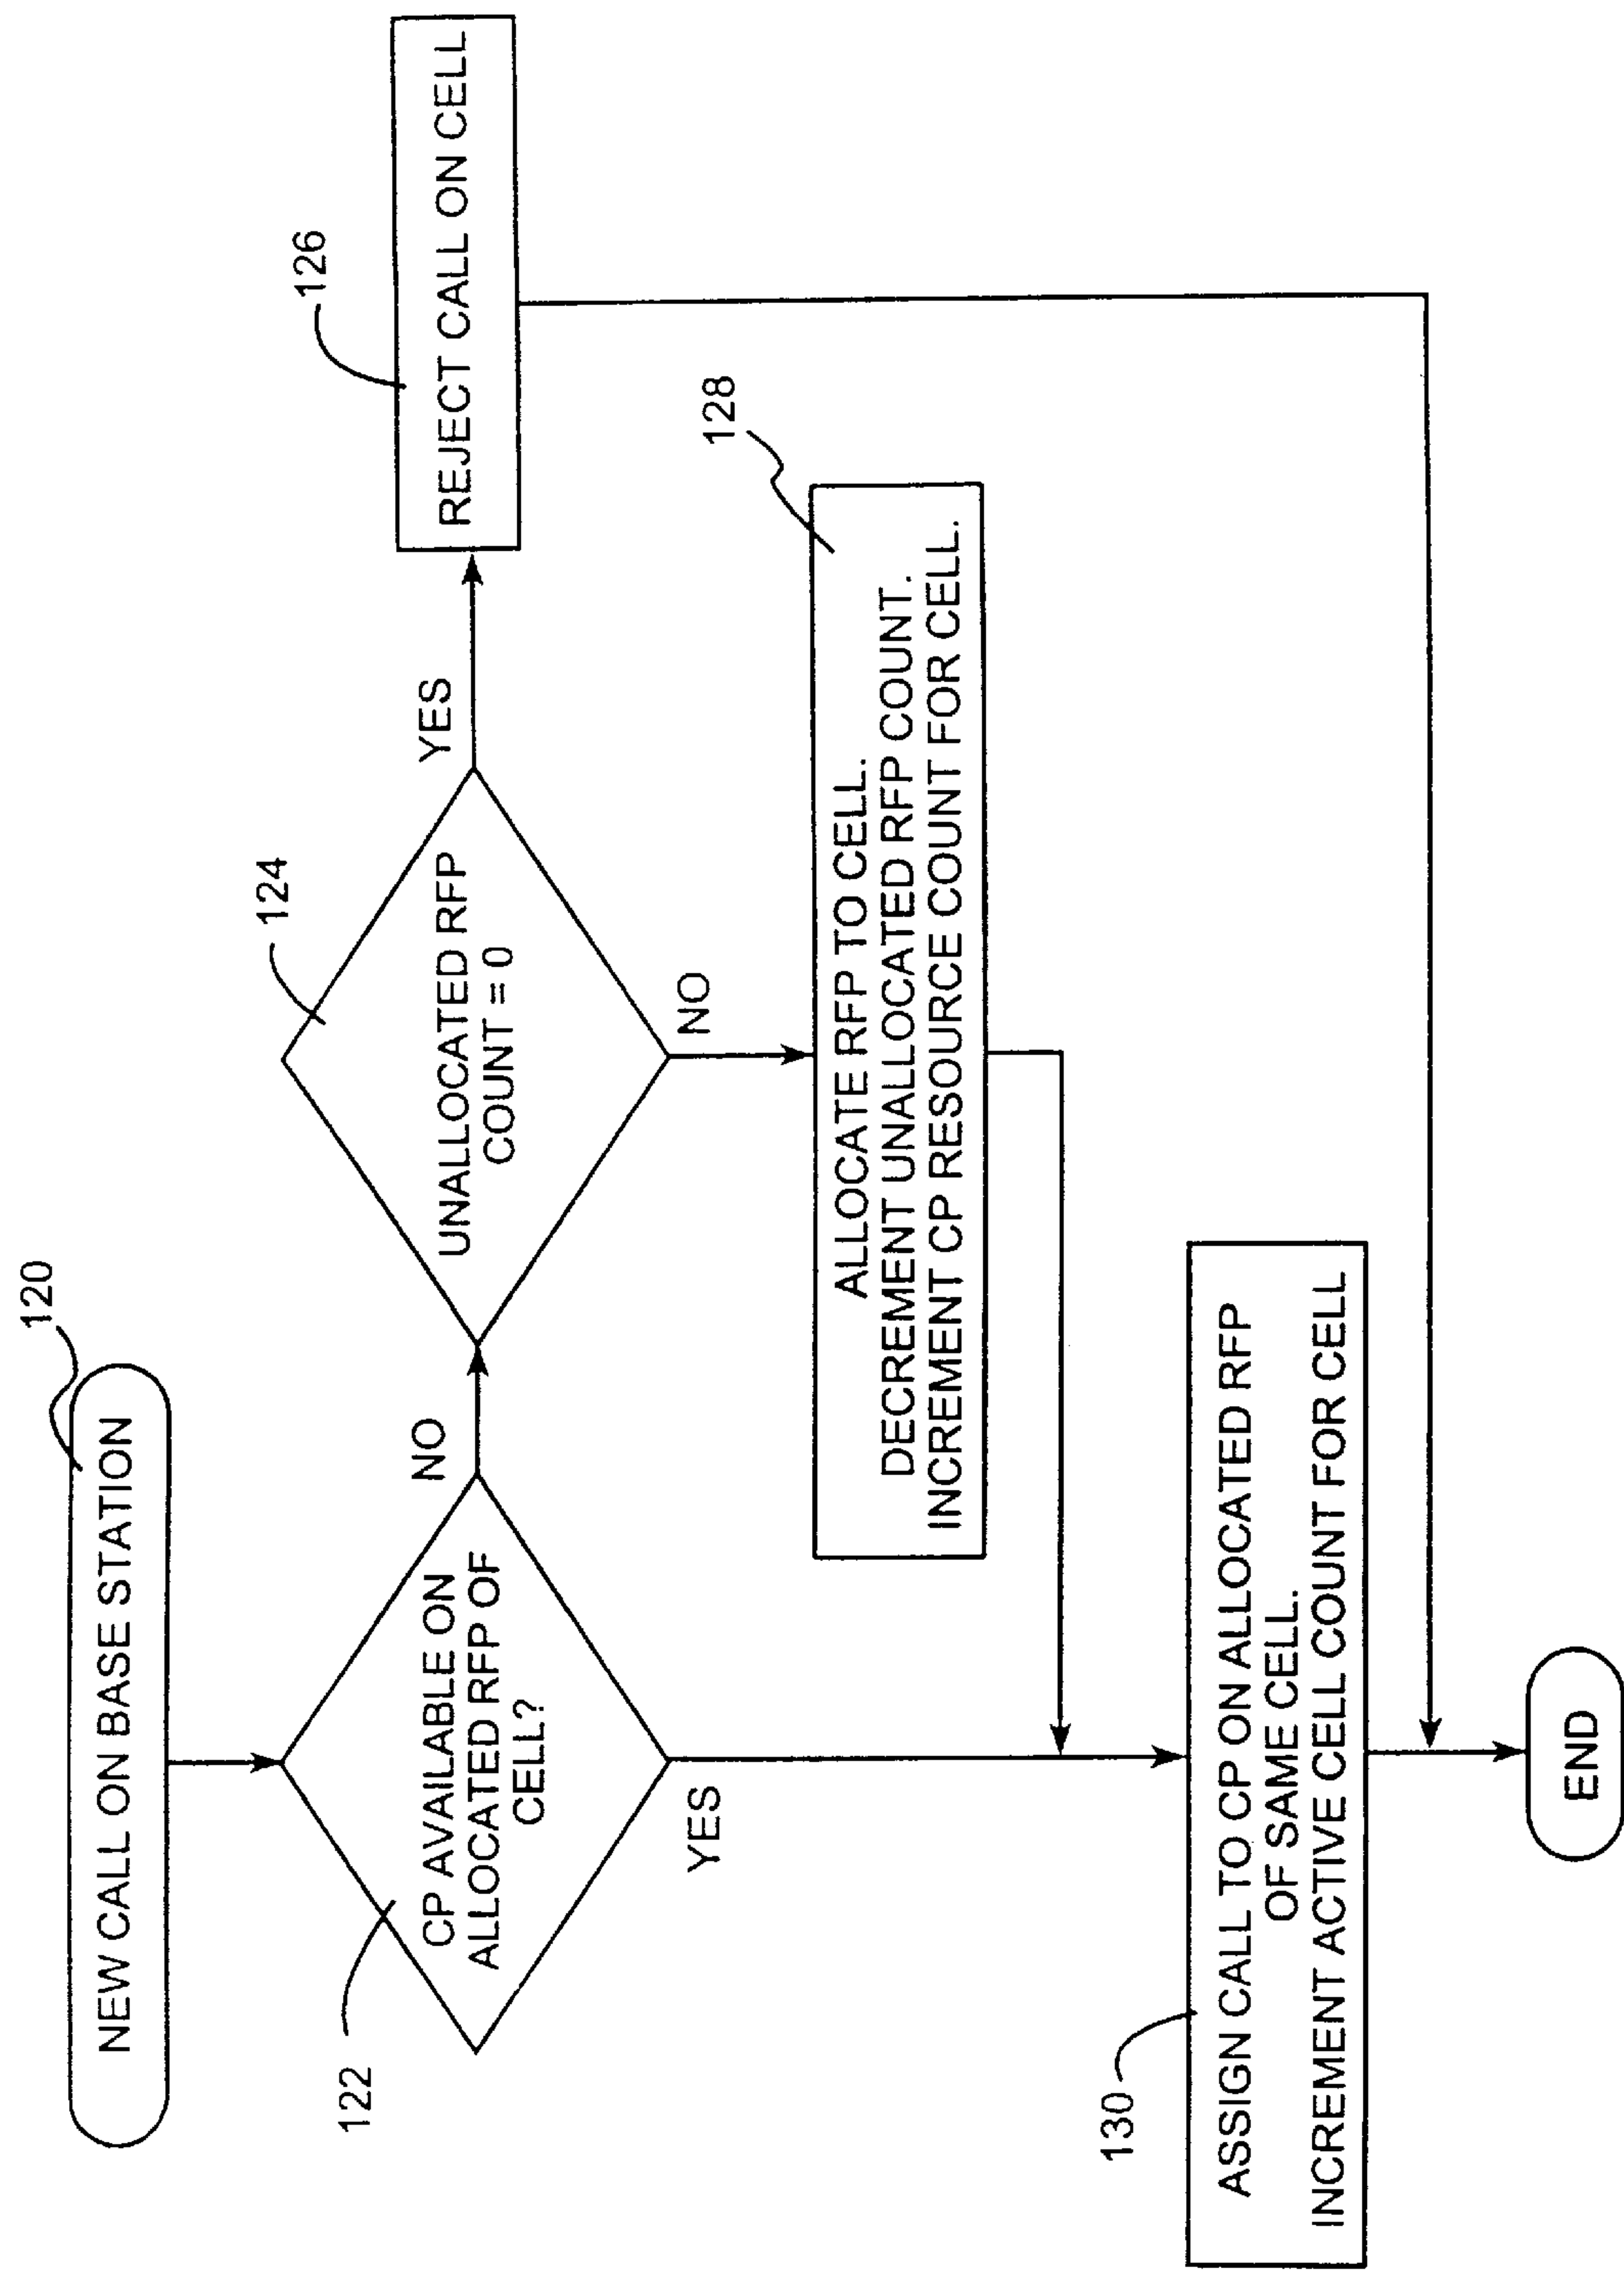 120
NEW CALL ON BASE STATION
122
CP AVAILABLE ON
ALLOCATED RFP OF
CELL?
NO
YES
124
UNALLOCATED RFP
COUNT = 0
YES
NO
126
REJECT CALL ON CELL
128
ALLOCATE RFP TO CELL.
DECREMENT UNALLOCATED RFP COUNT.
INCREMENT CP RESOURCE COUNT FOR CELL.
130
ASSIGN CALL TO CP ON ALLOCATED RFP
OF SAME CELL.
INCREMENT ACTIVE CELL COUNT FOR CELL
END